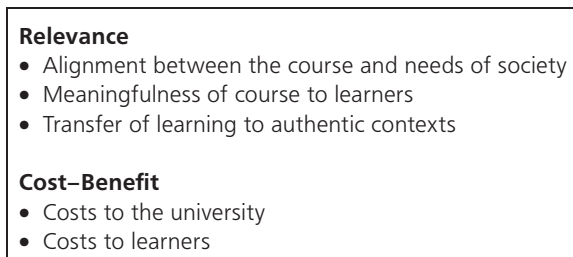 Relevance
• Alignment between the course and needs of society
• Meaningfulness of course to learners
• Transfer of learning to authentic contexts
Cost–Benefit
• Costs to the university
• Costs to learners